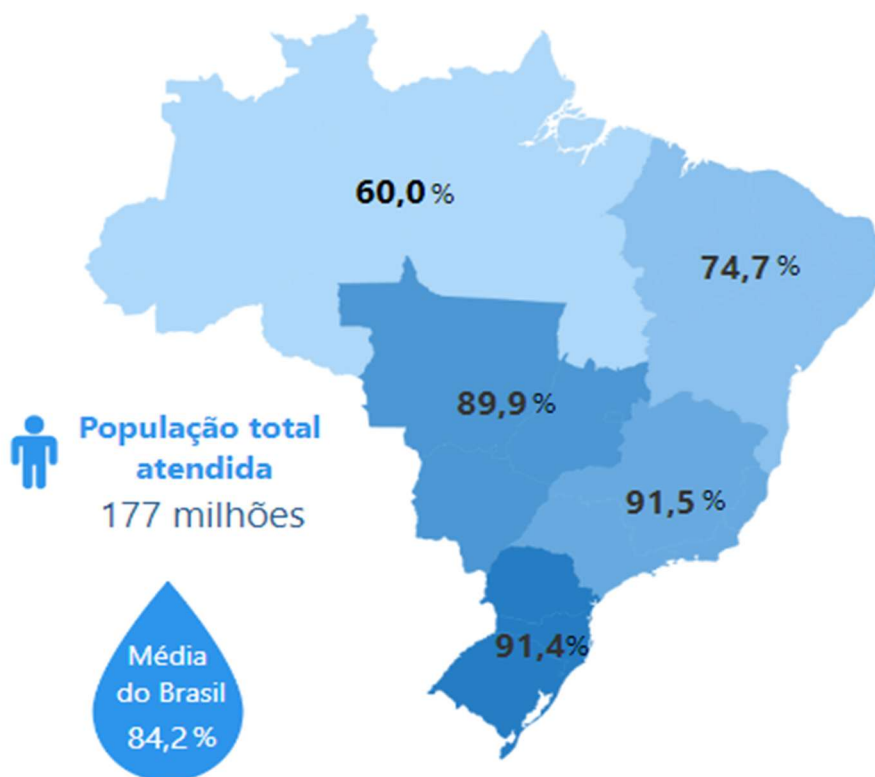 60,0 %
74,7 %
89,9 %
População total
atendida
177 milhões
91,5 %
91,4%
Média
do Brasil
84,2 %